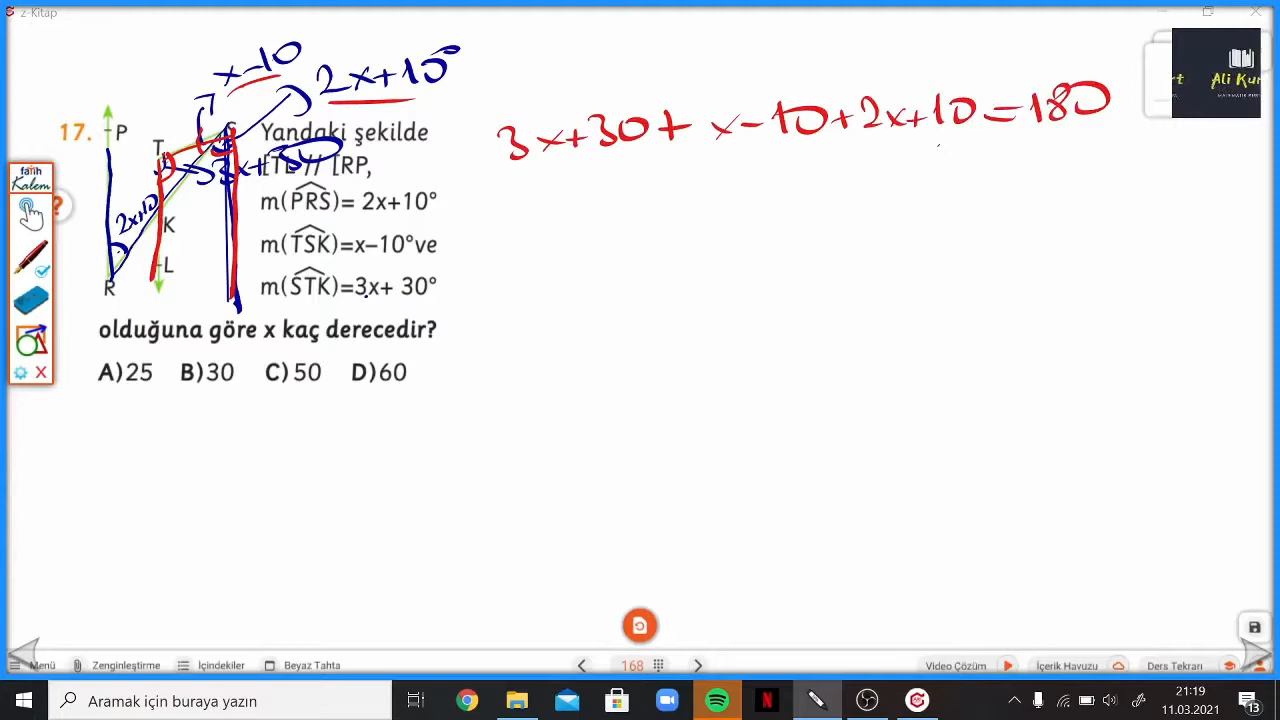 z-Kitap
x-10
2x+10°
3x+30+ x-10+2x+10=180
Ali Kur
17.
P
T
Yandaki şekilde
3x+30
[TL // [RP,
fatih
Kalem
?
2x+10
m(PRS)= 2x+10°
K
m(TSK)=x–10°ve
L
R
m(STK)=3x+ 30°
olduğuna göre x kaç derecedir?
A)25 B)30 C) 50 D)60
Menü Zenginleştirme İçindekiler Beyaz Tahta 168 Video Çözüm İçerik Havuzu Ders Tekrarı
Aramak için buraya yazın
21:19
11.03.2021
13